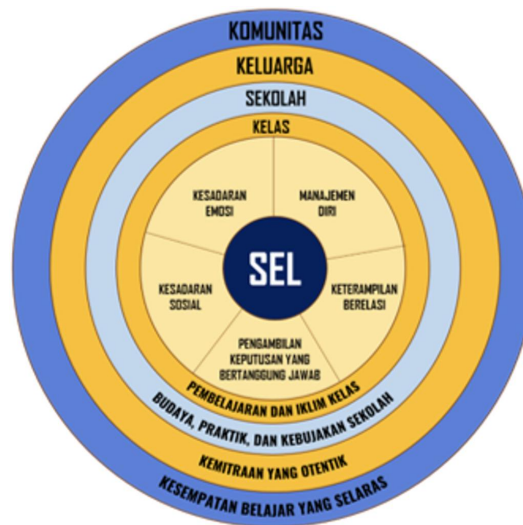 KOMUNITAS
KELUARGA
SEKOLAH
KELAS
KESADARAN
EMOSI
MANAJEMEN
DIRI
SEL
KESADARAN
SOSIAL
KETERAMPILAN
BERELASI
PENGAMBILAN
KEPUTUSAN YANG
BERTANGGUNG JAWAB
PEMBELAJARAN DAN IKLIM KELAS
BUDAYA, PRAKTIK, DAN KEBIJAKAN SEKOLAH
KEMITRAAN YANG OTENTIK
KESEMPATAN BELAJAR YANG SELARAS